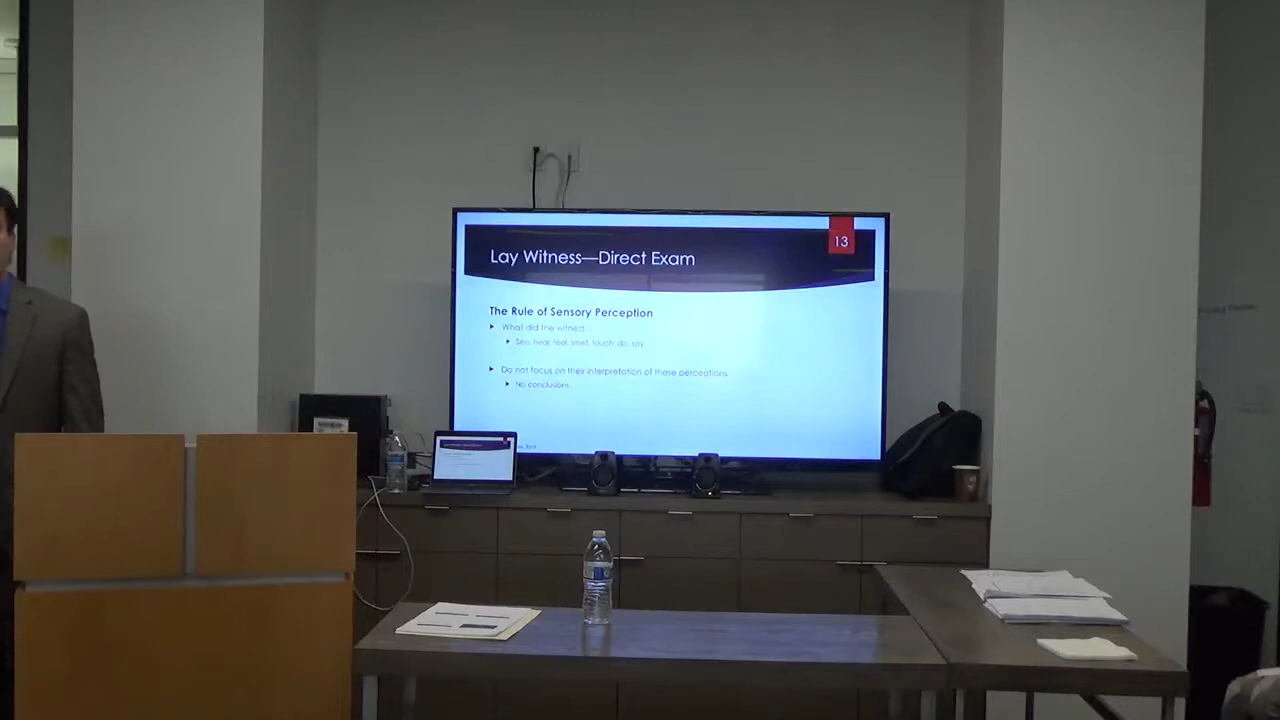 13
Lay Witness—Direct Exam
The Rule of Sensory Perception
What did the witness...
See, hear, feel, smell, touch, do, say
Do not focus on their interpretation of these perceptions
No conclusions